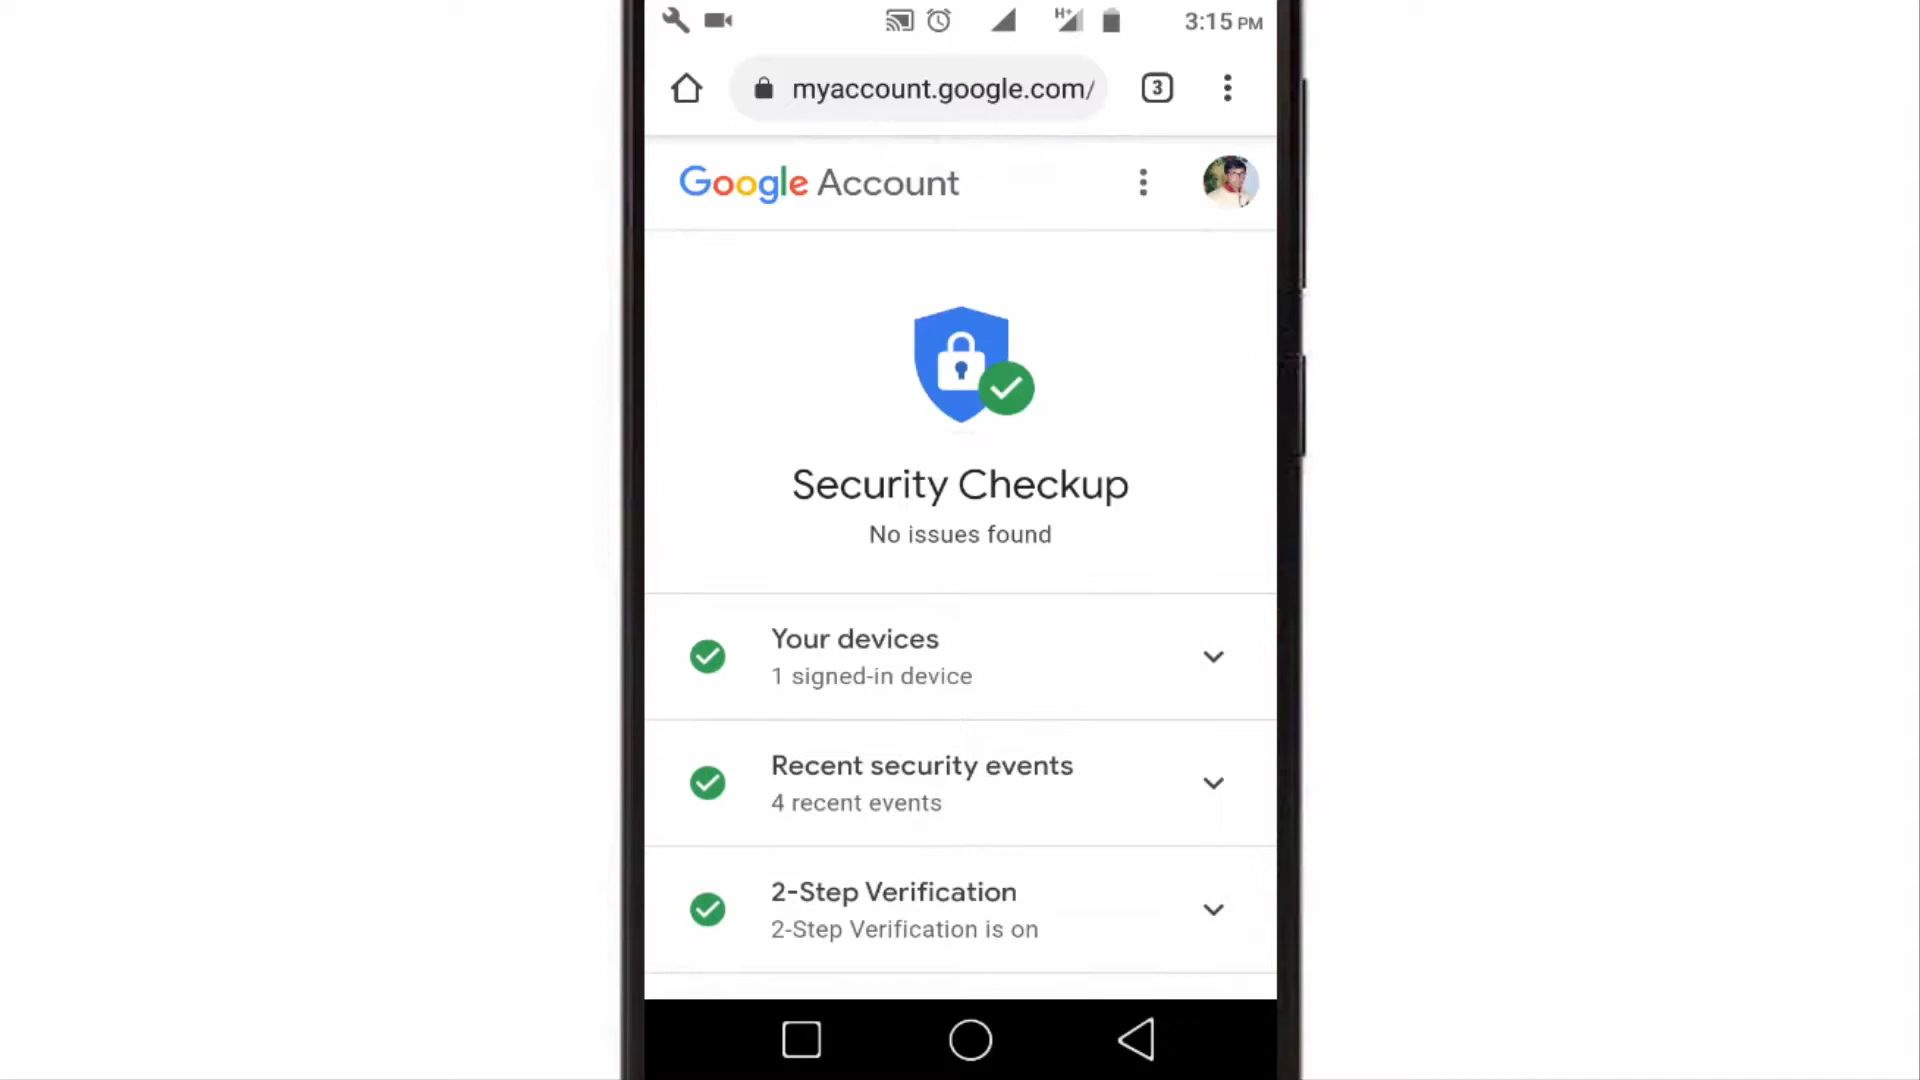 H+ 3:15 PM
myaccount.google.com/ 3
Google Account
Security Checkup
No issues found
Your devices
1 signed-in device
Recent security events
4 recent events
2-Step Verification
2-Step Verification is on